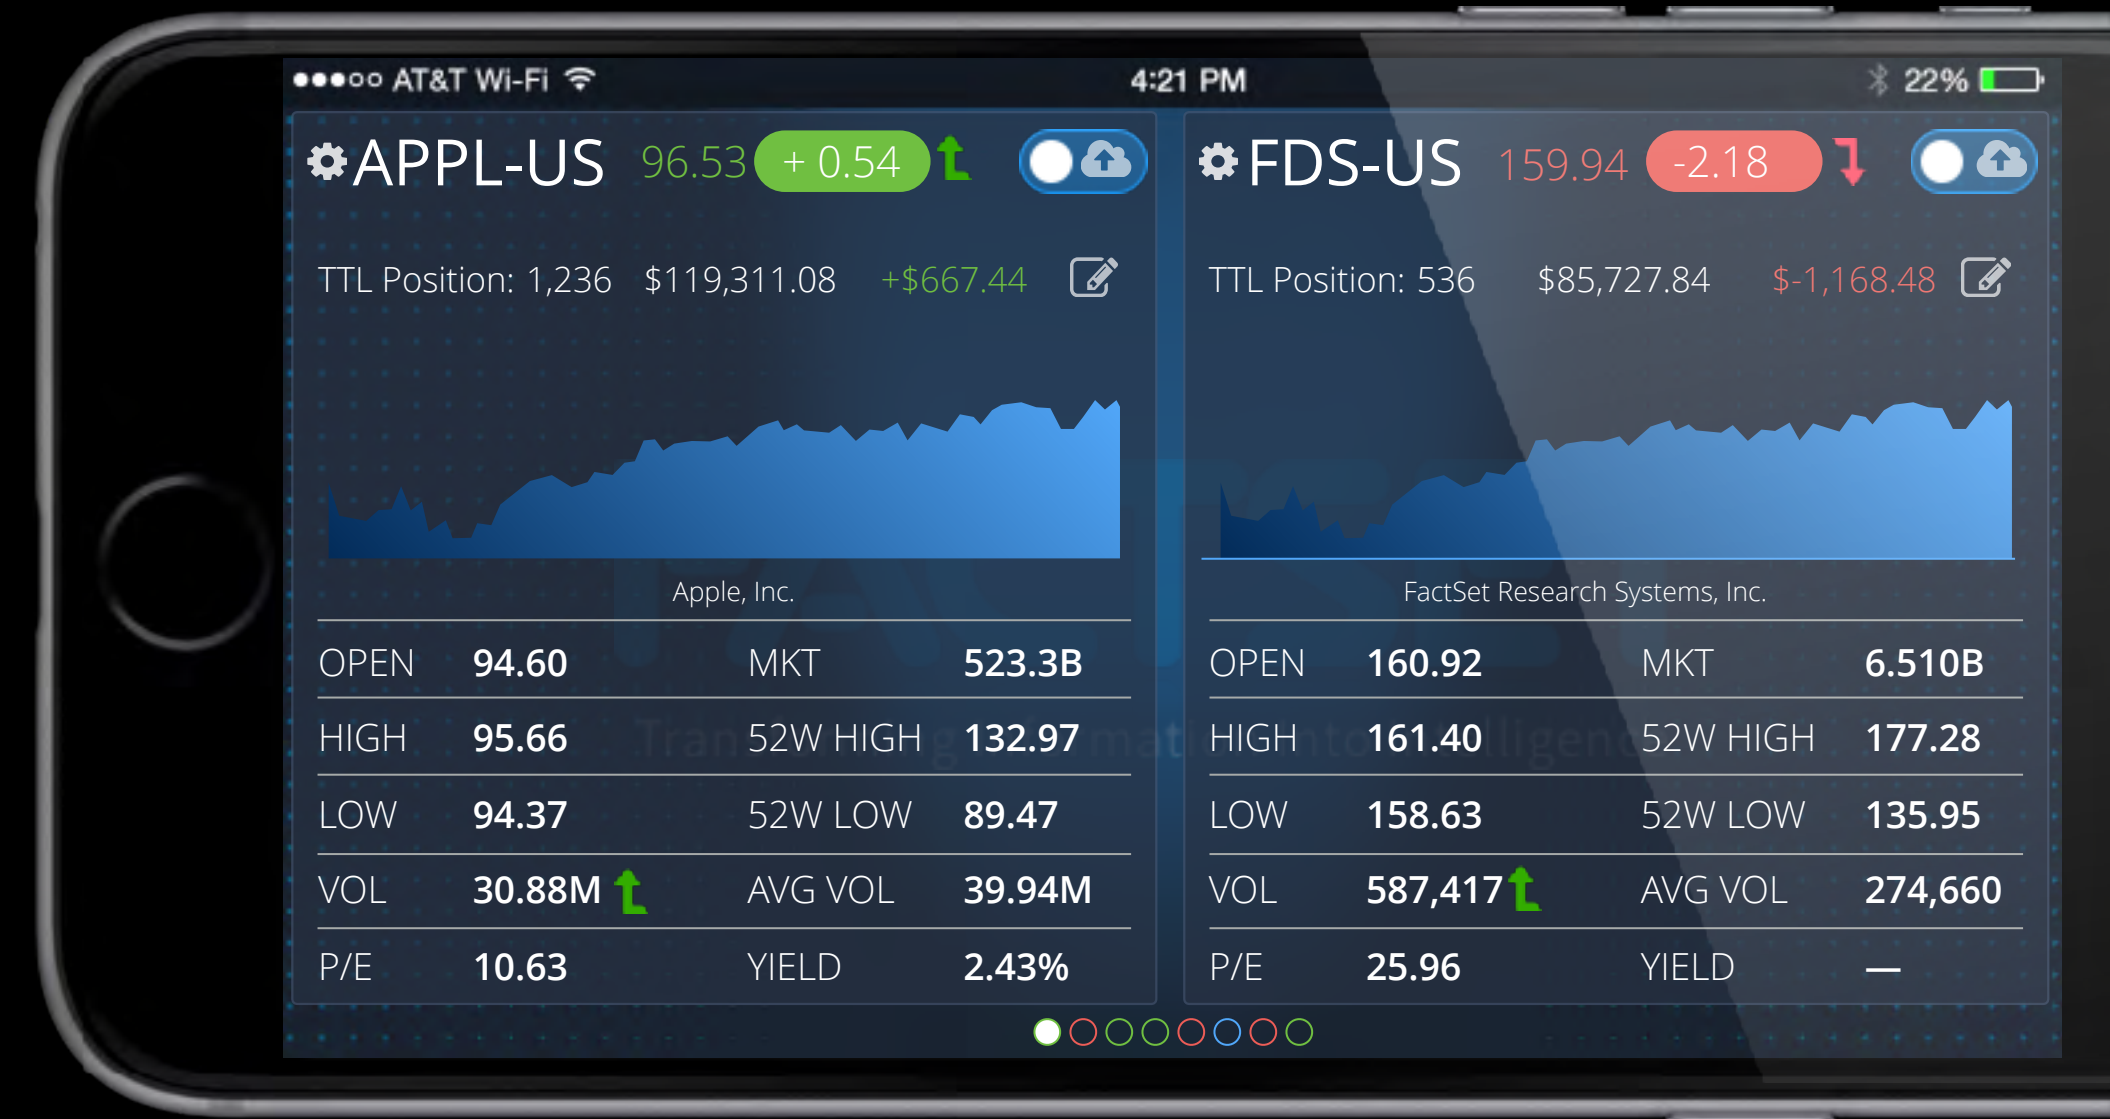 AT&T Wi-Fi 4:21 PM 22%
APPL-US 96.53 + 0.54
TTL Position: 1,236 $119,311.08 +$667.44
Apple, Inc.
OPEN 94.60 MKT 523.3B
HIGH 95.66 52W HIGH 132.97
LOW 94.37 52W LOW 89.47
VOL 30.88M AVG VOL 39.94M
P/E 10.63 YIELD 2.43%
FDS-US 159.94 -2.18
TTL Position: 536 $85,727.84 $-1,168.48
FactSet Research Systems, Inc.
OPEN 160.92 MKT 6.510B
HIGH 161.40 52W HIGH 177.28
LOW 158.63 52W LOW 135.95
VOL 587,417 AVG VOL 274,660
P/E 25.96 YIELD —
FACTSET